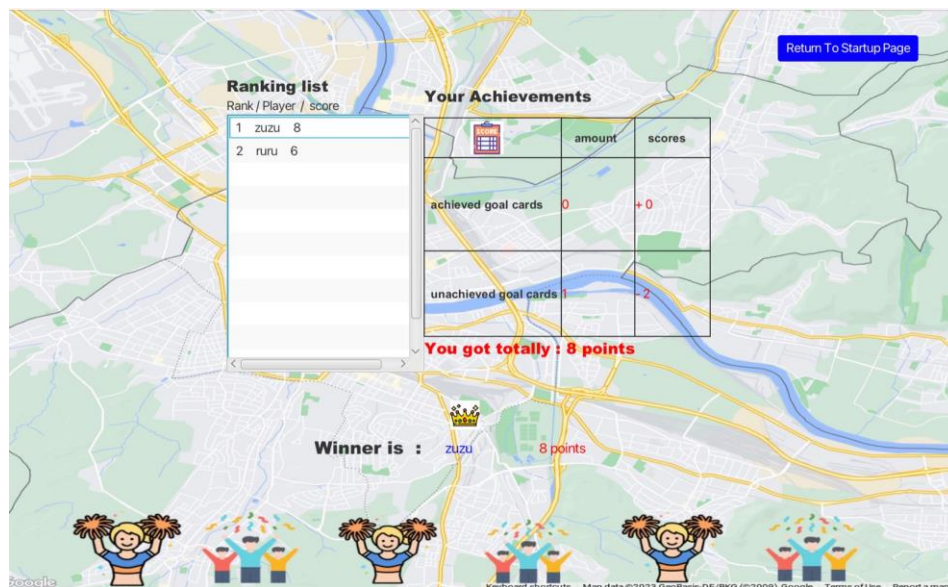 Return To Startup Page
Ranking list
Rank / Player / score
1 zuzu 8
2 ruru 6
Your Achievements
SCORE
amount
scores
achieved goal cards
0
+ 0
unachieved goal cards
1
- 2
You got totally : 8 points
Winner is :
zuzu
8 points
Google
Keyboard shortcuts
Map data ©2023 GeoBasis-DE/BKG (©2009), Google
Terms of Use